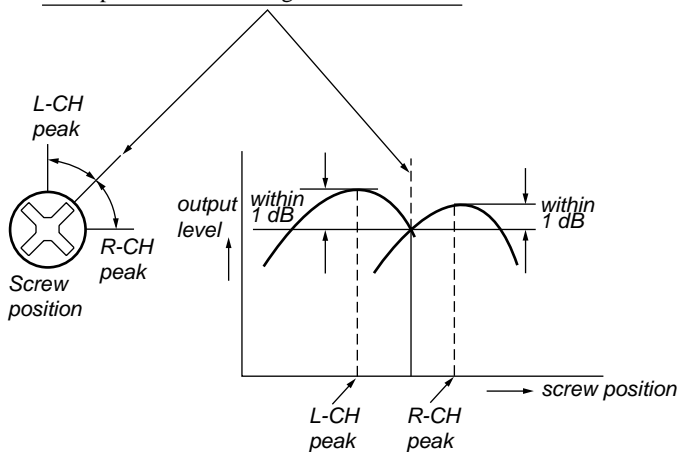 L-CH
peak
R-CH
peak
Screw
position
output
level
within
1 dB
within
1 dB
L-CH
peak
R-CH
peak
screw position